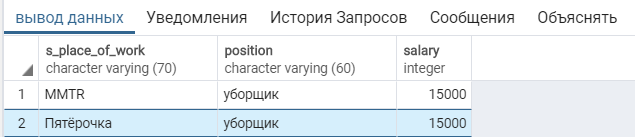 вывод данных Уведомления История Запросов Сообщения Объяснять
s_place_of_work position salary
character varying (70) character varying (60) integer
1 MMTR уборщик 15000
2 Пятёрочка уборщик 15000